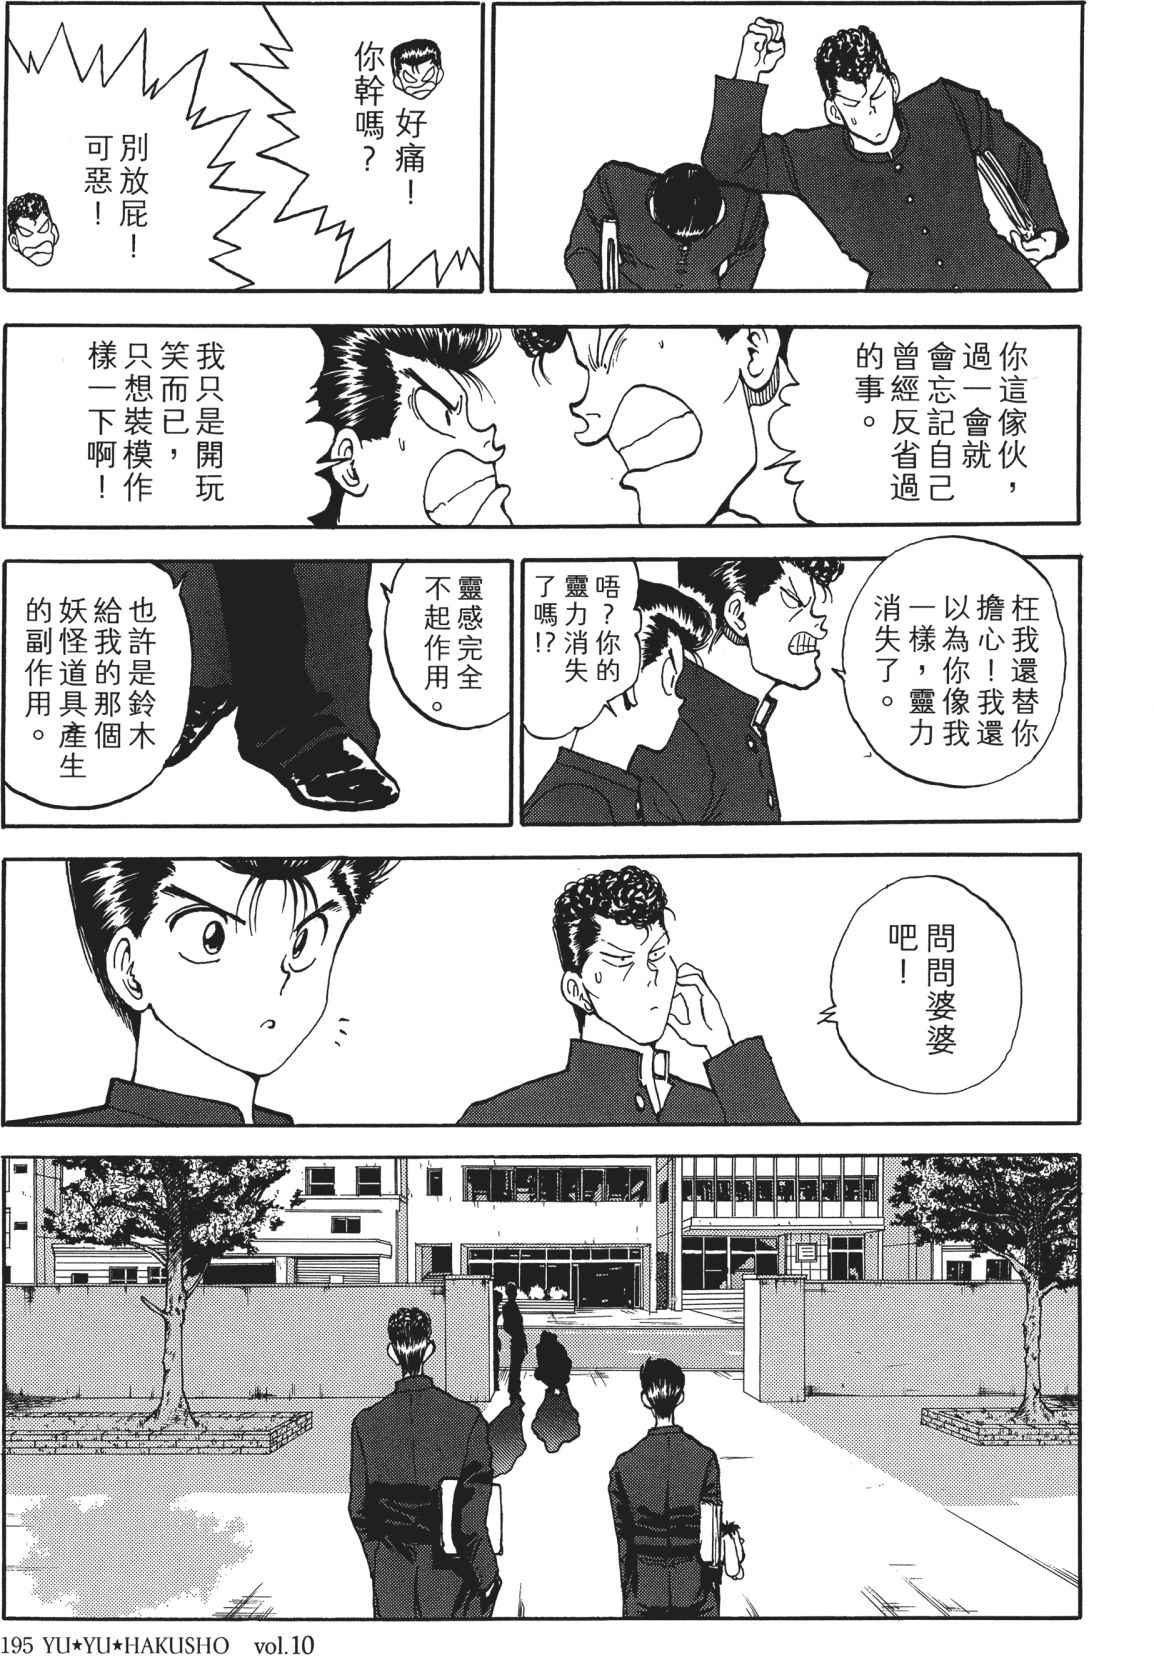 好痛！
你幹嗎？
別放屁！
可惡！
你這傢伙，
過一會就
會忘記自己
曾經反省過
的事。
我只是開玩
笑而已，
只想裝模作
樣一下啊！
枉我還替你
擔心！我還
以為你像我
一樣，靈力
消失了。
唔？你的
靈力消失
了嗎！？
靈感完全
不起作用。
也許是鈴木
給我的那個
妖怪道具產生
的副作用。
問問婆婆
吧！
195 YU★YU★HAKUSHO vol.10